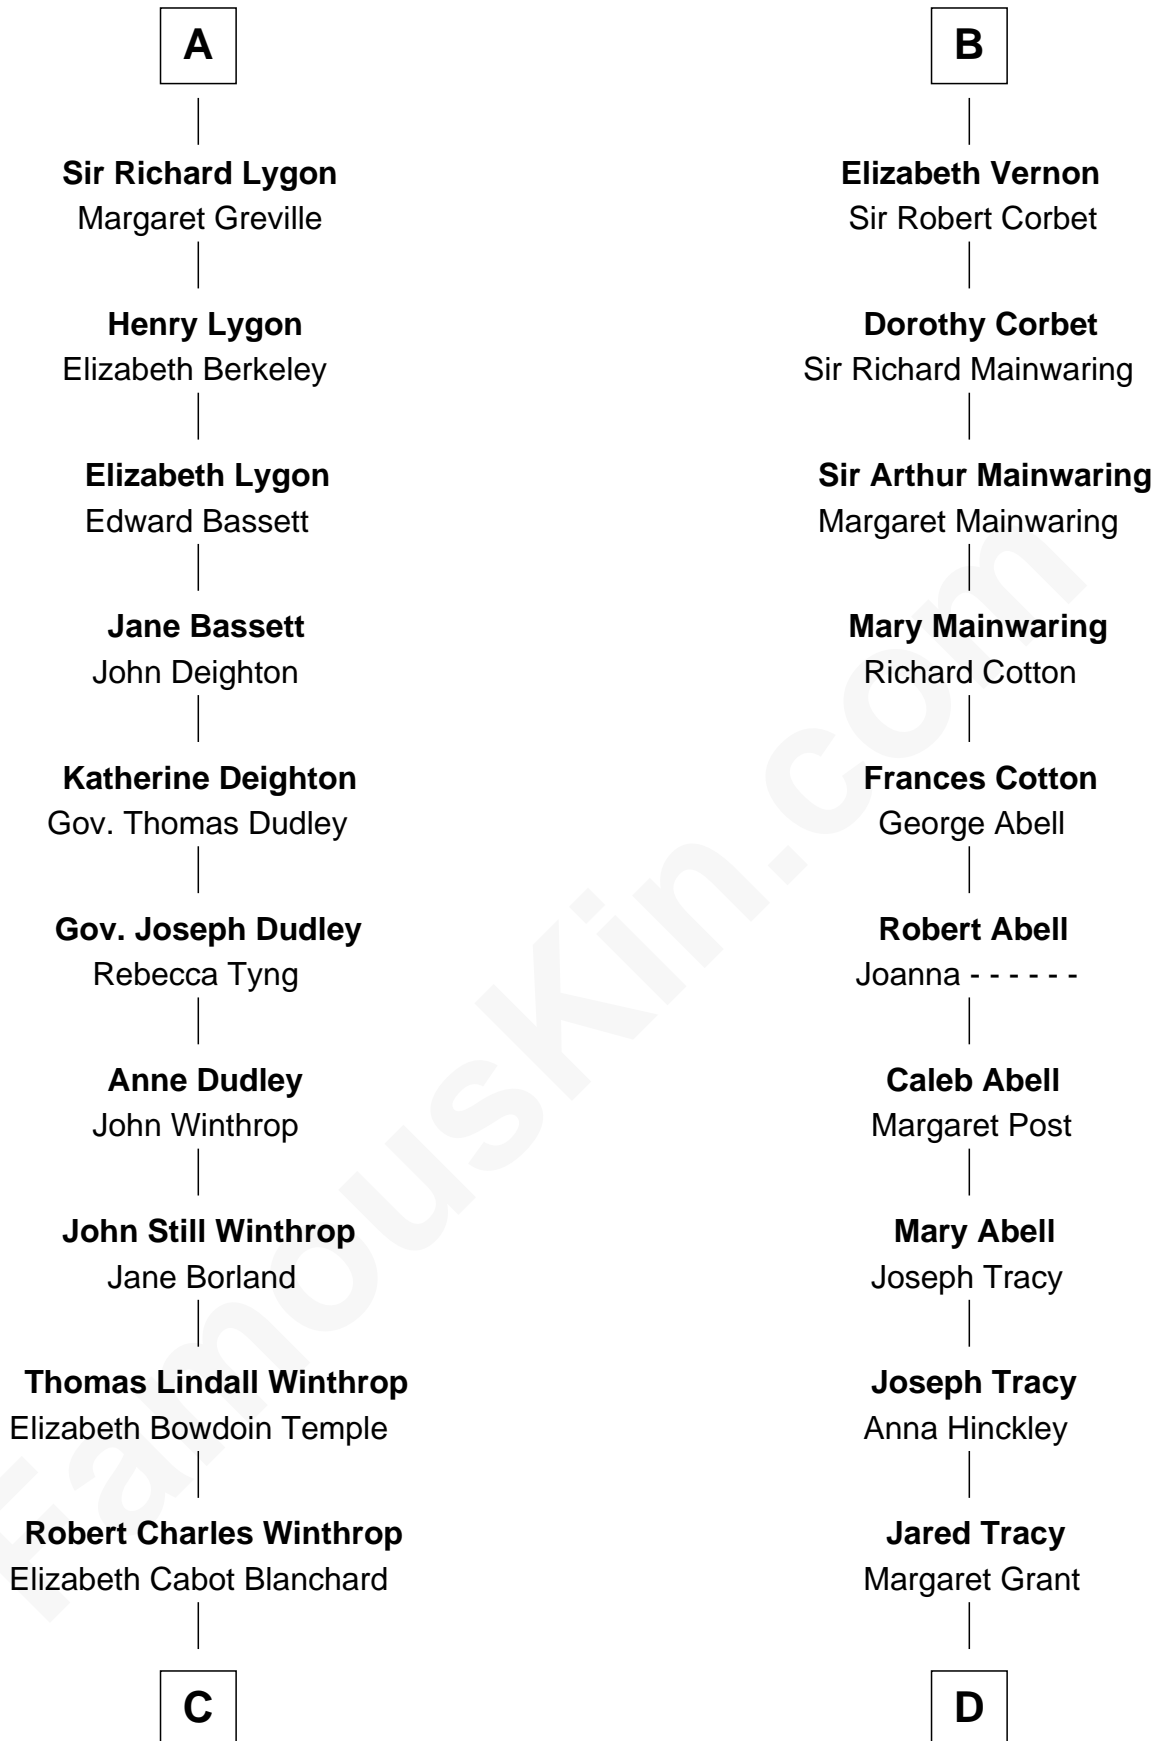 A
Sir Richard Lygon
Margaret Greville
Henry Lygon
Elizabeth Berkeley
Elizabeth Lygon
Edward Bassett
Jane Bassett
John Deighton
Katherine Deighton
Gov. Thomas Dudley
Gov. Joseph Dudley
Rebecca Tyng
Anne Dudley
John Winthrop
John Still Winthrop
Jane Borland
Thomas Lindall Winthrop
Elizabeth Bowdoin Temple
Robert Charles Winthrop
Elizabeth Cabot Blanchard
C
B
Elizabeth Vernon
Sir Robert Corbet
Dorothy Corbet
Sir Richard Mainwaring
Sir Arthur Mainwaring
Margaret Mainwaring
Mary Mainwaring
Richard Cotton
Frances Cotton
George Abell
Robert Abell
Joanna - - - - - -
Caleb Abell
Margaret Post
Mary Abell
Joseph Tracy
Joseph Tracy
Anna Hinckley
Jared Tracy
Margaret Grant
D
FamousKin.com